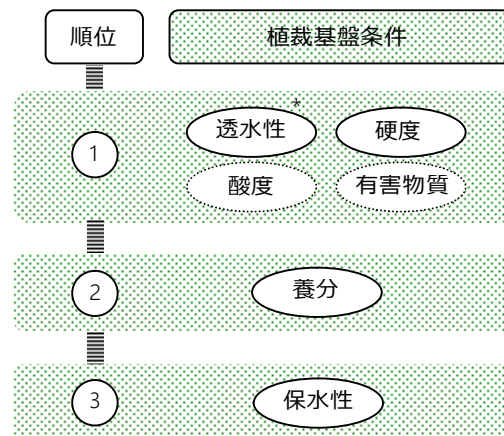 順位 植栽基盤条件
*
1 透水性 硬度
酸度 有害物質
2 養分
3 保水性